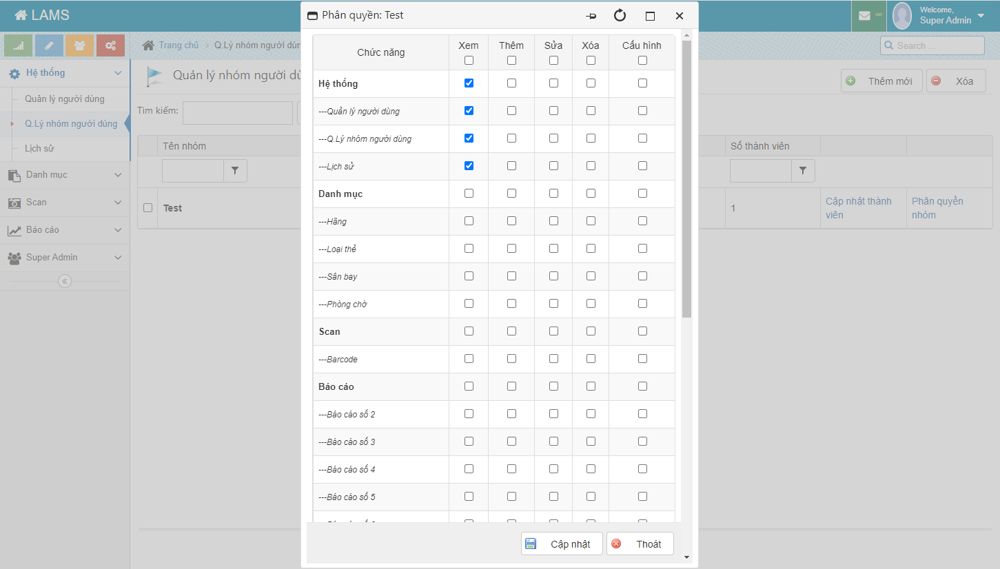 LAMS
Welcome,
Super Admin
Trang chủ
Q.Lý nhóm người dùn
Search ...
Hệ thống
Quản lý người dùng
Q.Lý nhóm người dùng
Lịch sử
Danh mục
Scan
Báo cáo
Super Admin
Quản lý nhóm người dù
Thêm mới
Xóa
Tìm kiếm:
Tên nhóm
Số thành viên
Test
1
Cập nhật thành
viên
Phân quyền
nhóm
Phân quyền: Test
Chức năng
Xem
Thêm
Sửa
Xóa
Cấu hình
Hệ thống
---Quản lý người dùng
---Q.Lý nhóm người dùng
---Lịch sử
Danh mục
---Hãng
---Loại thẻ
---Sân bay
---Phòng chờ
Scan
---Barcode
Báo cáo
---Báo cáo số 2
---Báo cáo số 3
---Báo cáo số 4
---Báo cáo số 5
Cập nhật
Thoát